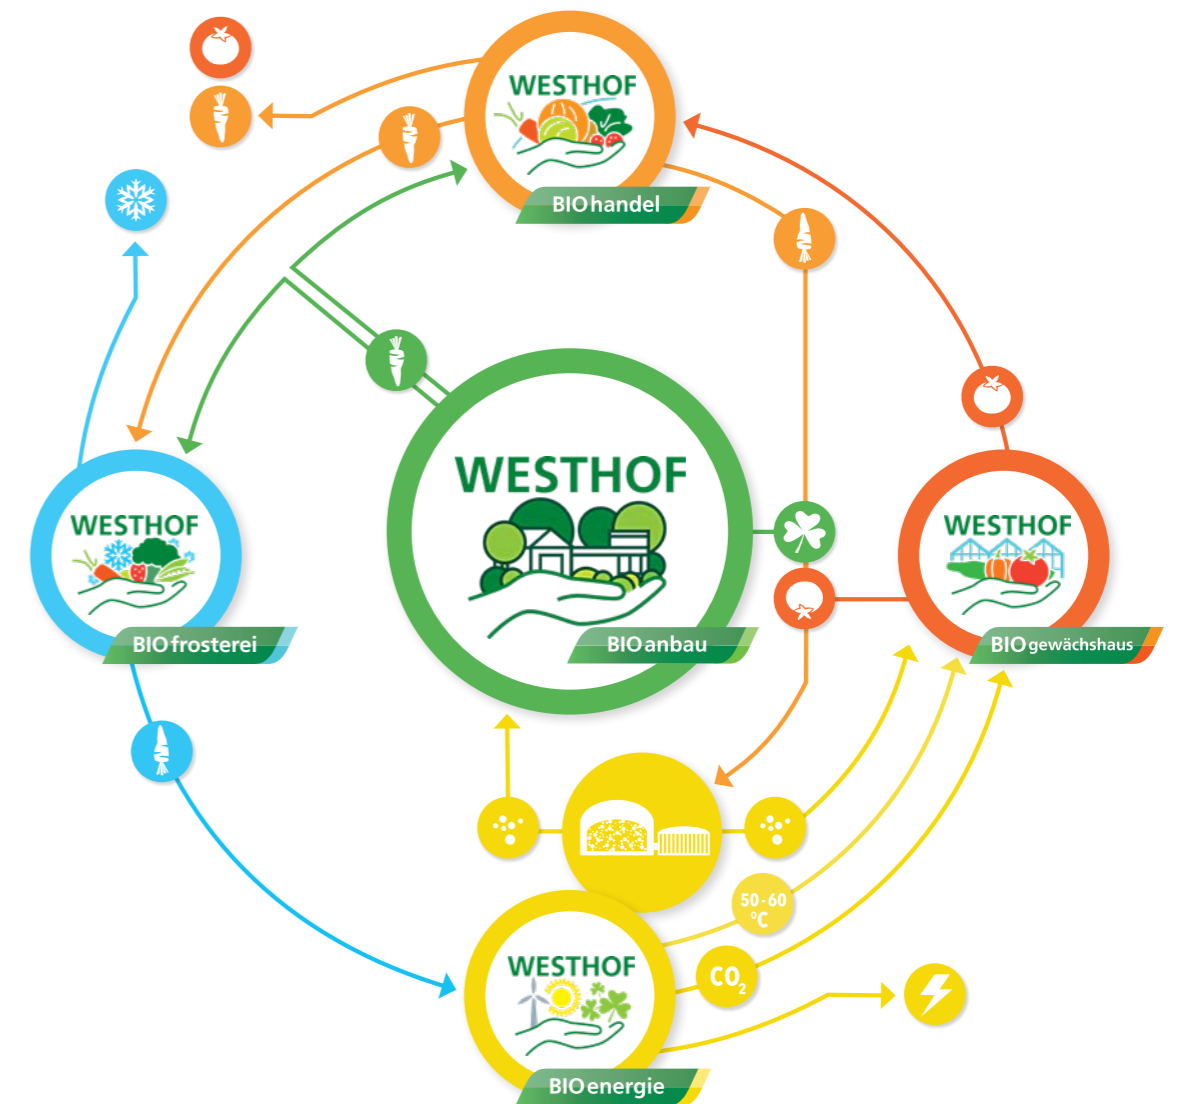 WESTHOF
BIOhandel
WESTHOF
WESTHOF
WESTHOF
BIOfrosterei
BIOanbau
BIOgewächshaus
50-60
°C
WESTHOF
CO₂
BIOenergie